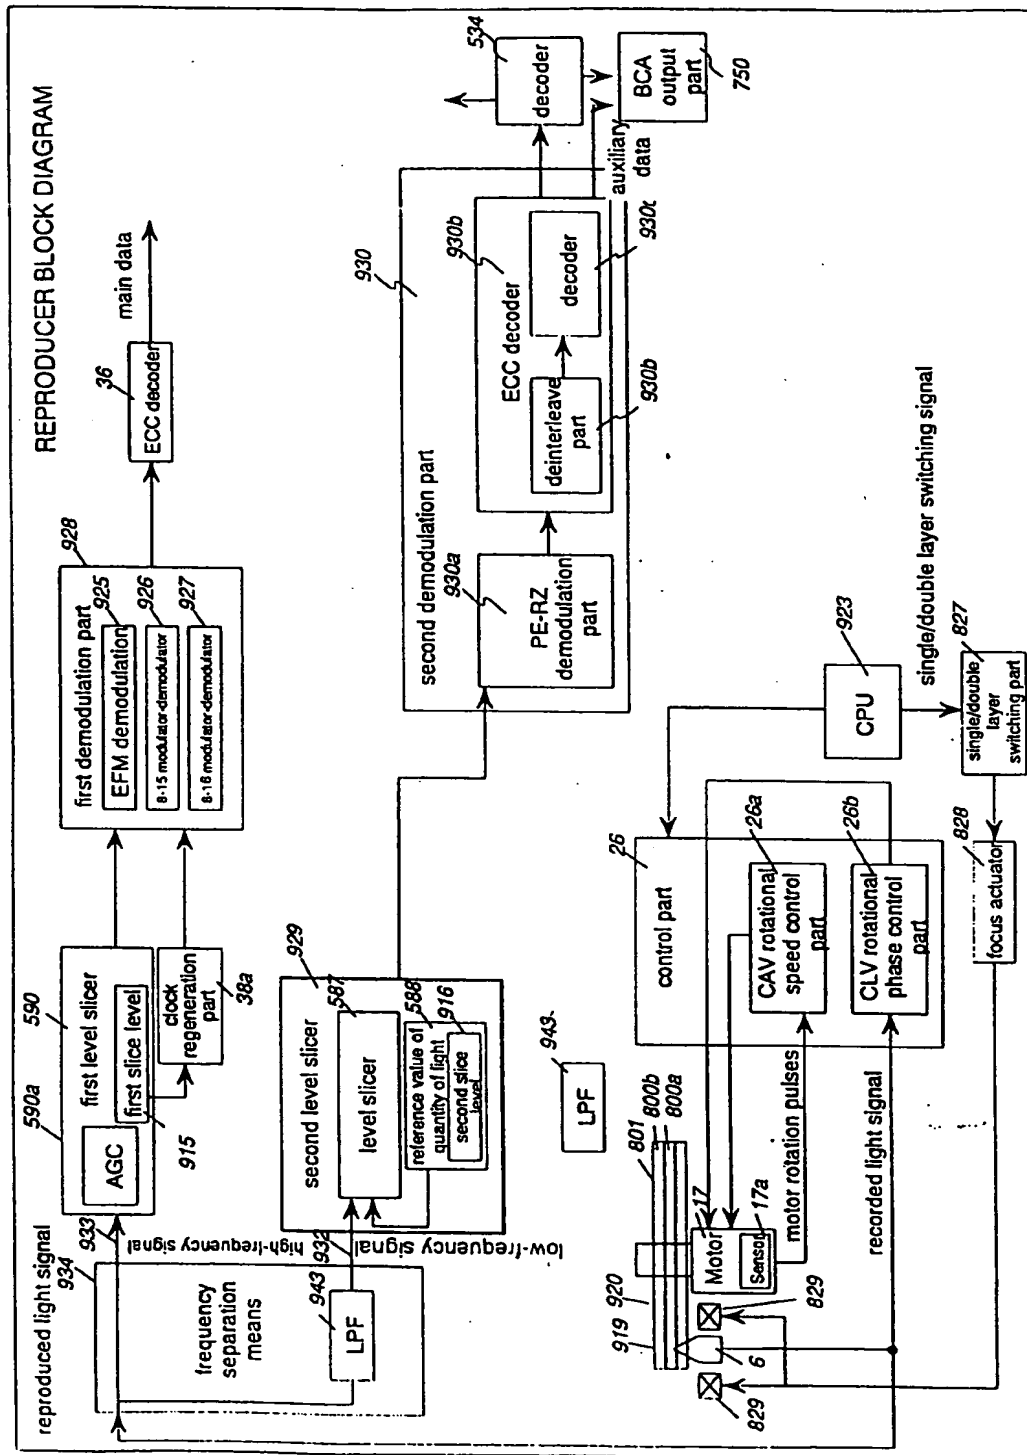 REPRODUCER BLOCK DIAGRAM
reproduced light signal
934
933
high-frequency signal
frequency
separation
means
943
LPF
932
low-frequency signal
590a
590
first level slicer
AGC
first slice level
915
clock
regeneration
part
38a
928
first demodulation part
925
EFM demodulation
926
8-15 modulator-demodulator
927
8-16 modulator-demodulator
36
ECC decoder
main data
929
second level slicer
587
level slicer
588
reference value of
quantity of light
916
second slice
level
930
second demodulation part
930a
PE-RZ
demodulation
part
930b
ECC decoder
deinterleave
part
930b
decoder
930c
auxiliary
data
534
decoder
BCA
output
part
750
943
LPF
919
920
801
800b
800a
17
Motor
17a
Sensor
829
829
6
motor rotation pulses
recorded light signal
26
control part
26a
CAV rotational
speed control
part
26b
CLV rotational
phase control
part
923
CPU
single/double layer switching signal
827
single/double
layer
switching part
828
focus actuator